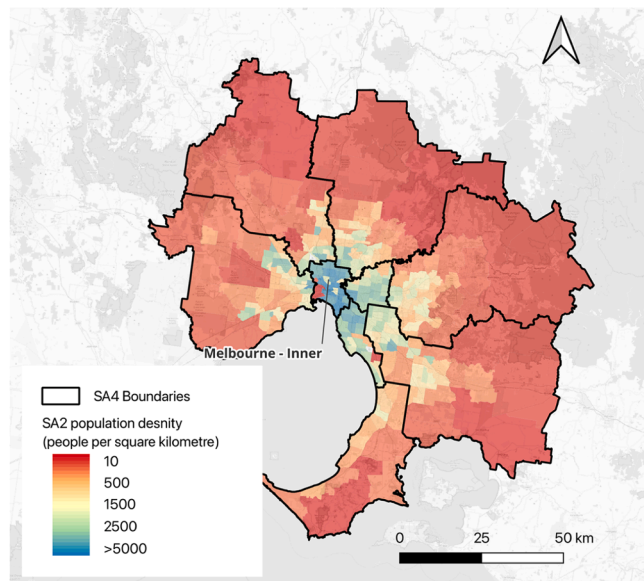 Melbourne - Inner
SA4 Boundaries
SA2 population desnity
(people per square kilometre)
10
500
1500
2500
>5000
0 25 50 km